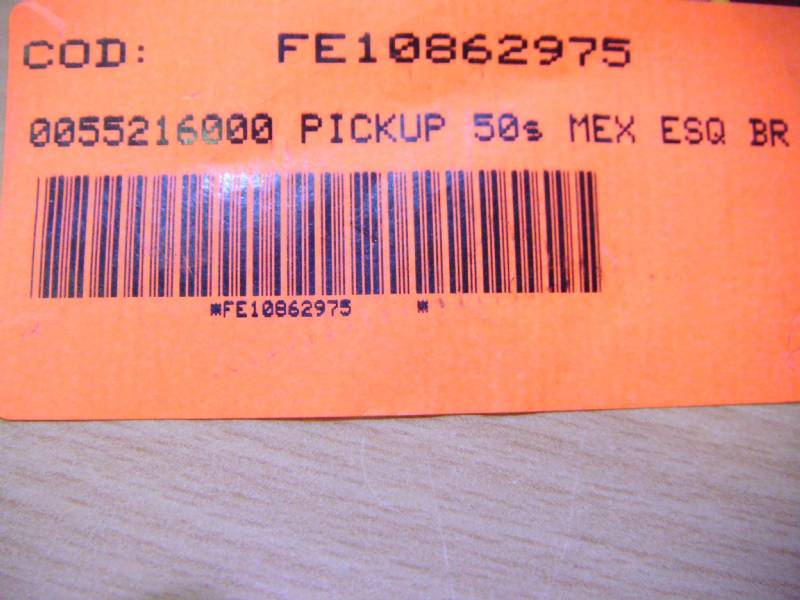 COD: FE10862975
0055216000 PICKUP 50s MEX ESQ BR
*FE10862975 *